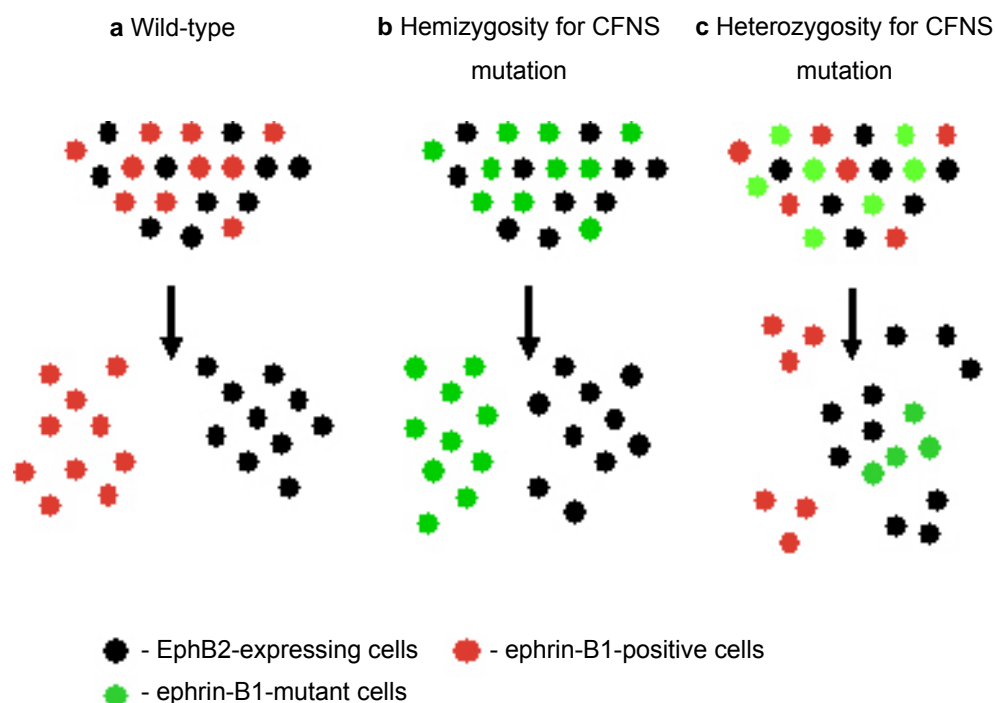 a Wild-type
b Hemizygosity for CFNS
mutation
c Heterozygosity for CFNS
mutation
- EphB2-expressing cells
- ephrin-B1-positive cells
- ephrin-B1-mutant cells